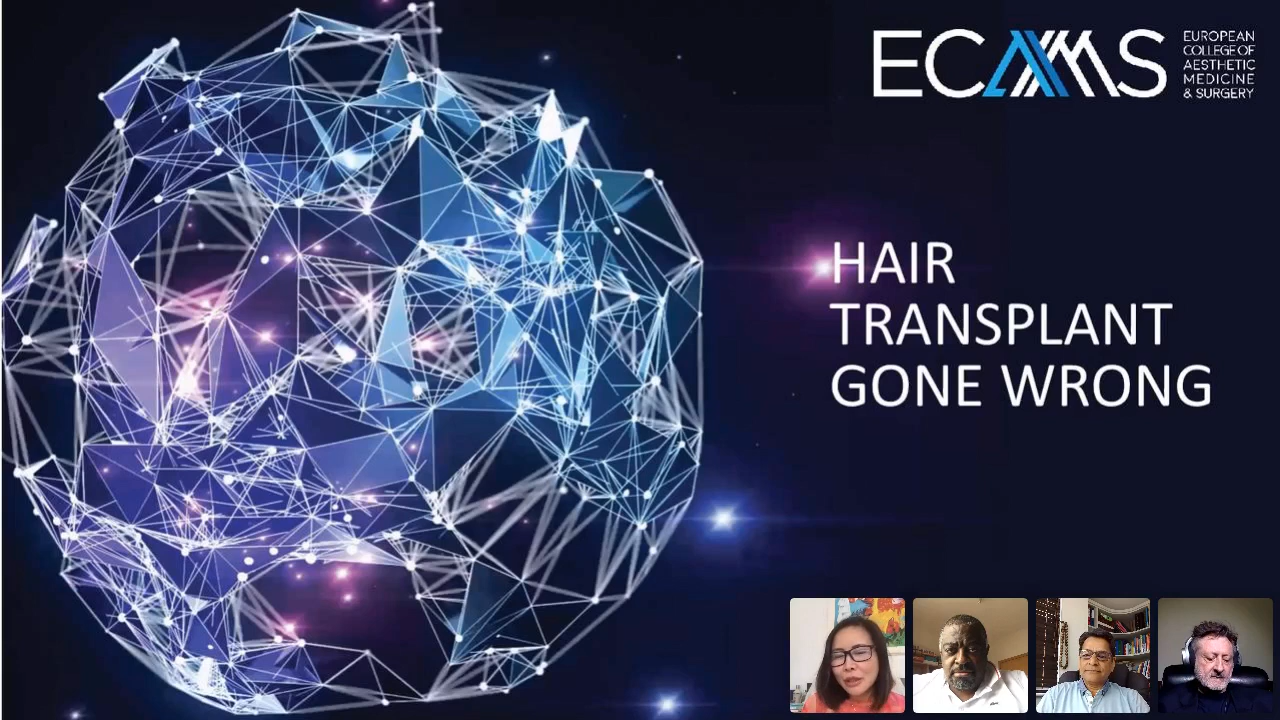 ECAMS
EUROPEAN
COLLEGE OF
AESTHETIC
MEDICINE
& SURGERY
HAIR
TRANSPLANT
GONE WRONG